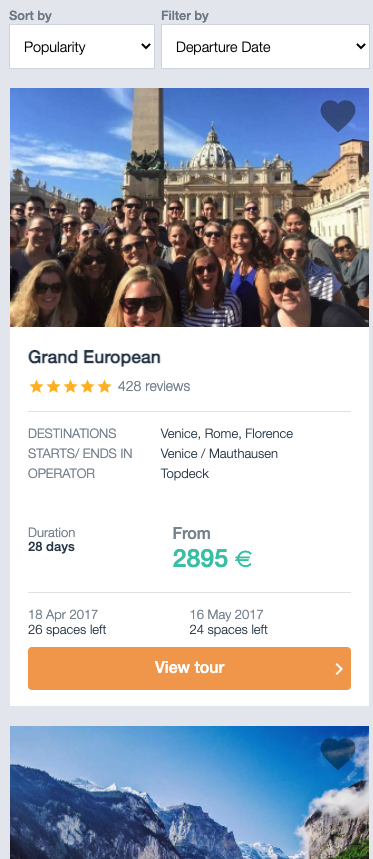 Sort by Filter by
Popularity Departure Date
Grand European
428 reviews
DESTINATIONS Venice, Rome, Florence
STARTS/ ENDS IN Venice / Mauthausen
OPERATOR Topdeck
Duration From
28 days 2895 €
18 Apr 2017 16 May 2017
26 spaces left 24 spaces left
View tour